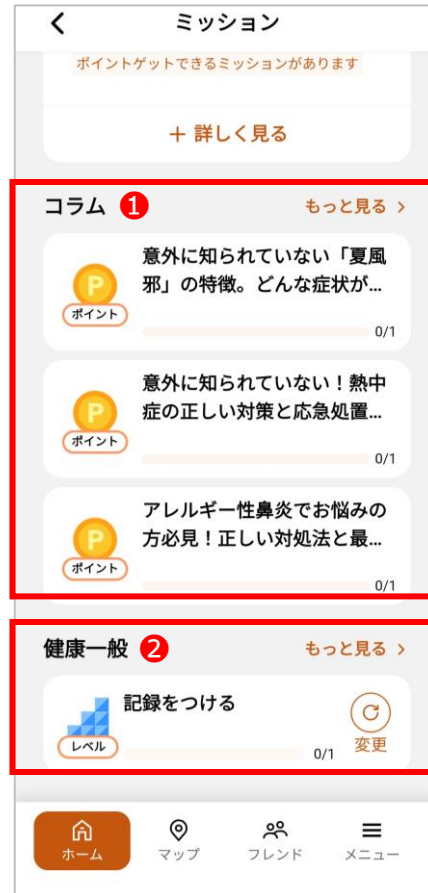 ミッション
ポイントゲットできるミッションがあります
＋ 詳しく見る
コラム ❶ もっと見る >
意外に知られていない「夏風
邪」の特徴。どんな症状が...
P
ポイント
0/1
意外に知られていない！熱中
症の正しい対策と応急処置...
P
ポイント
0/1
アレルギー性鼻炎でお悩みの
方必見！正しい対処法と最...
P
ポイント
0/1
健康一般 ❷ もっと見る >
記録をつける
レベル
0/1
変更
ホーム マップ フレンド メニュー